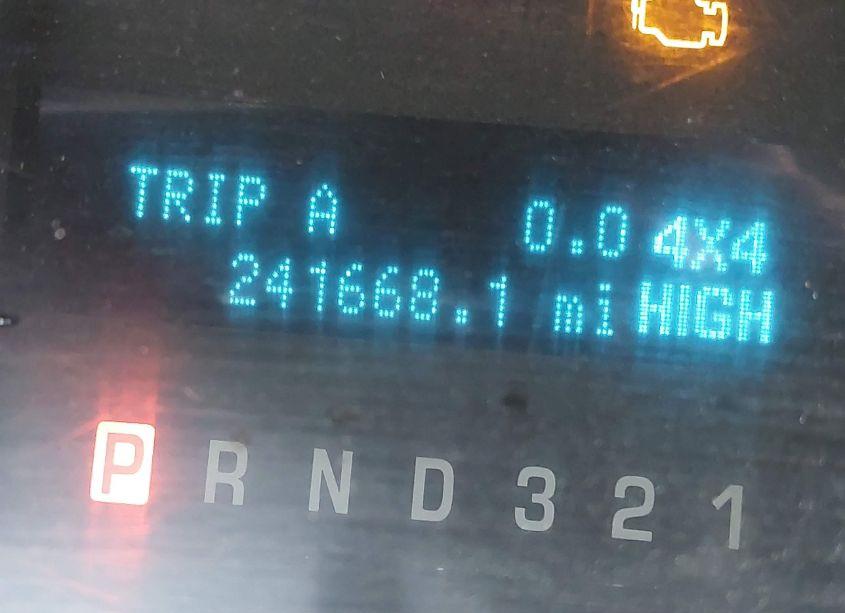 TRIP A 0.0 4X4
241668.1 mi HIGH
P R N D 3 2 1